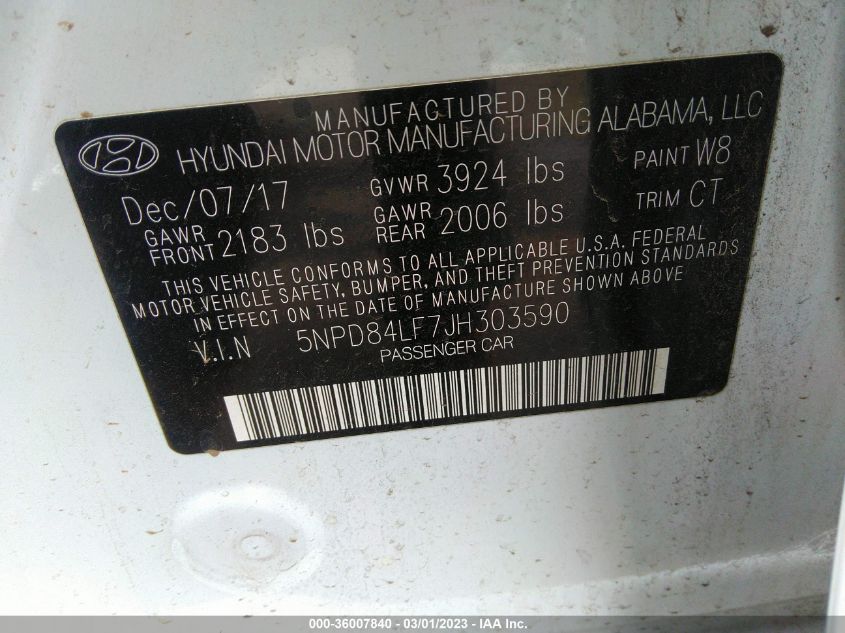 MANUFACTURED BY
HYUNDAI MOTOR MANUFACTURING ALABAMA, LLC
Dec/07/17 GVWR 3924 lbs PAINT W8
GAWR FRONT 2183 lbs GAWR REAR 2006 lbs TRIM CT
THIS VEHICLE CONFORMS TO ALL APPLICABLE U.S.A. FEDERAL
MOTOR VEHICLE SAFETY, BUMPER, AND THEFT PREVENTION STANDARDS
IN EFFECT ON THE DATE OF MANUFACTURE SHOWN ABOVE
V.I.N 5NPD84LF7JH303590
PASSENGER CAR
000-36007840 - 03/01/2023 - IAA Inc.